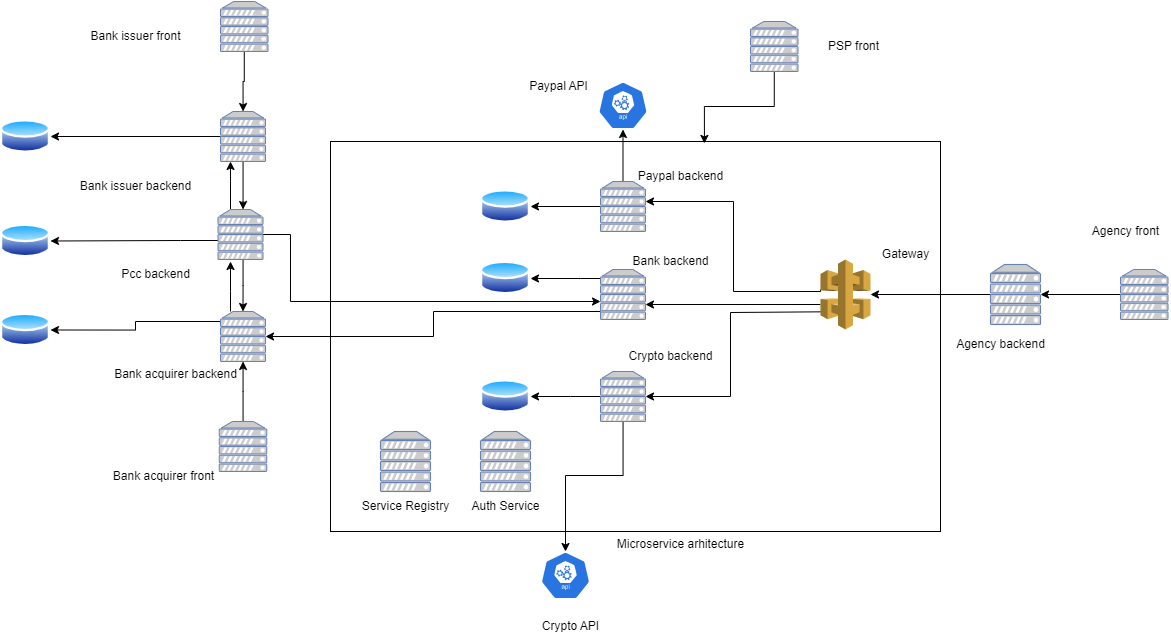 Bank issuer front
PSP front
Paypal API
api
Bank issuer backend
Paypal backend
Agency front
Gateway
Bank backend
Pcc backend
Agency backend
Crypto backend
Bank acquirer backend
Bank acquirer front
Service Registry
Auth Service
Microservice arhitecture
api
Crypto API